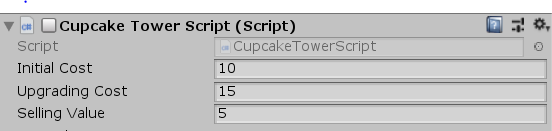 Cupcake Tower Script (Script)
Script CupcakeTowerScript
Initial Cost 10
Upgrading Cost 15
Selling Value 5